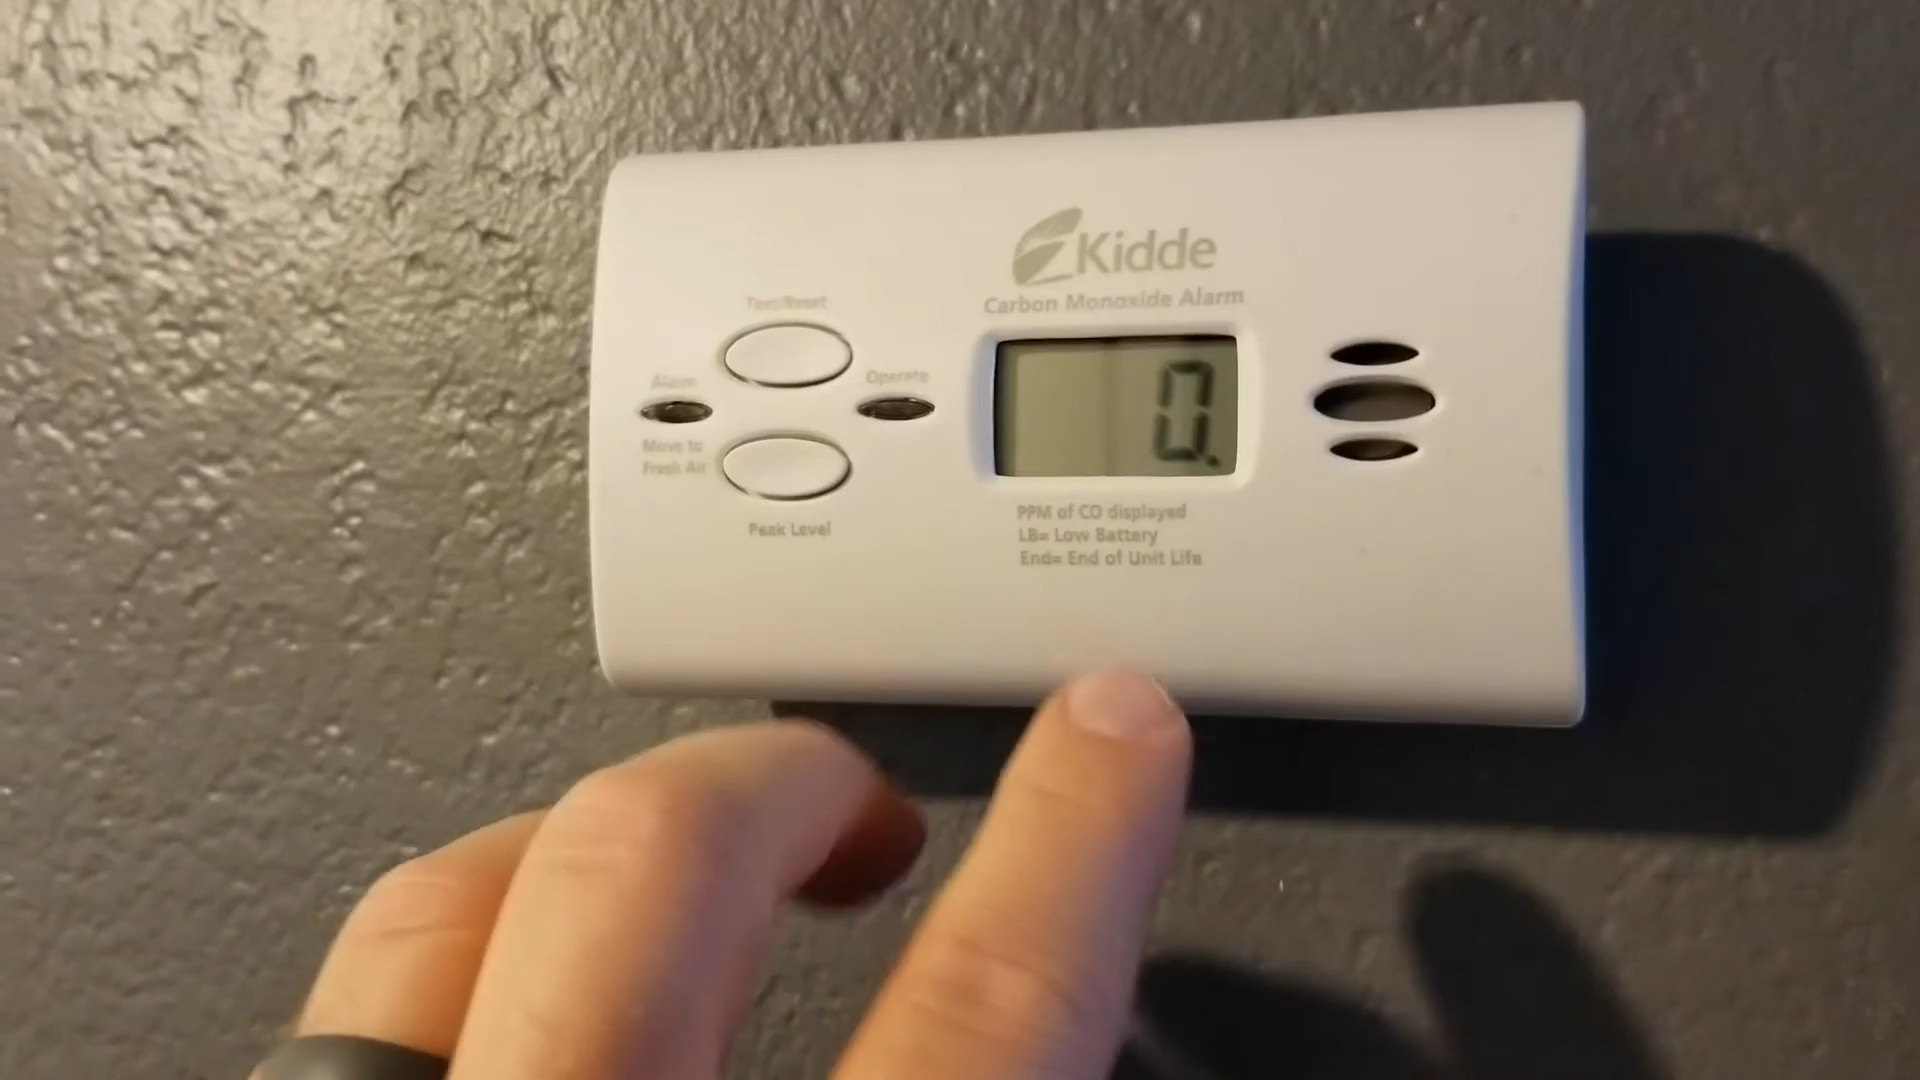 Kidde
Carbon Monoxide Alarm
Test/Reset
Alarm
Operate
0.
Move to
Fresh Air
PPM of CO displayed
LB= Low Battery
End= End of Unit Life
Peak Level